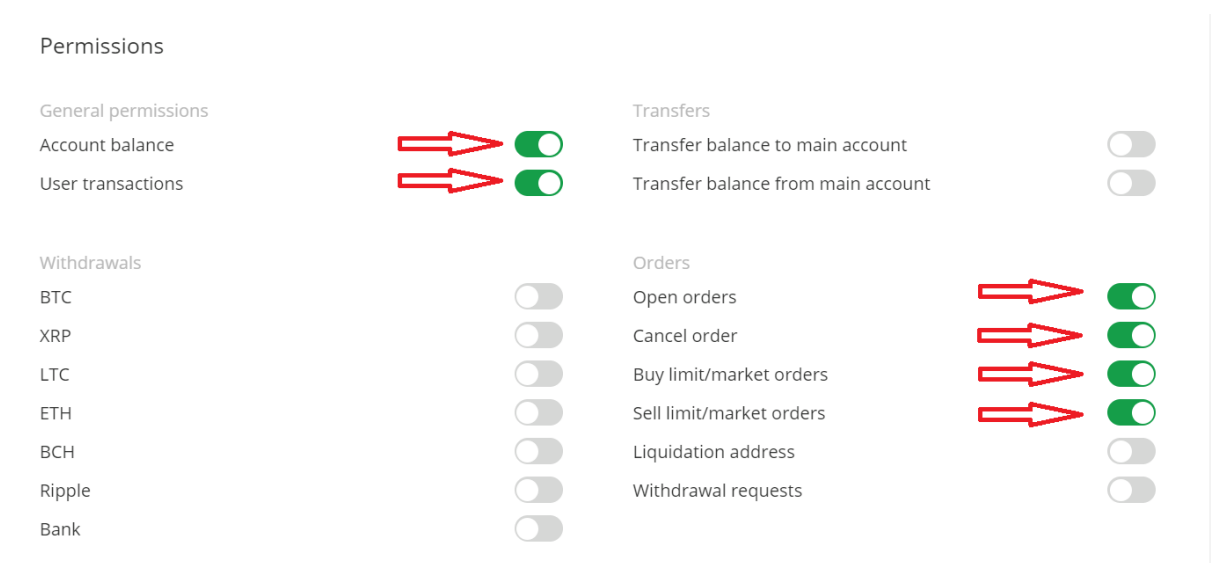 Permissions
General permissions
Account balance
User transactions
Transfers
Transfer balance to main account
Transfer balance from main account
Withdrawals
BTC
XRP
LTC
ETH
BCH
Ripple
Bank
Orders
Open orders
Cancel order
Buy limit/market orders
Sell limit/market orders
Liquidation address
Withdrawal requests